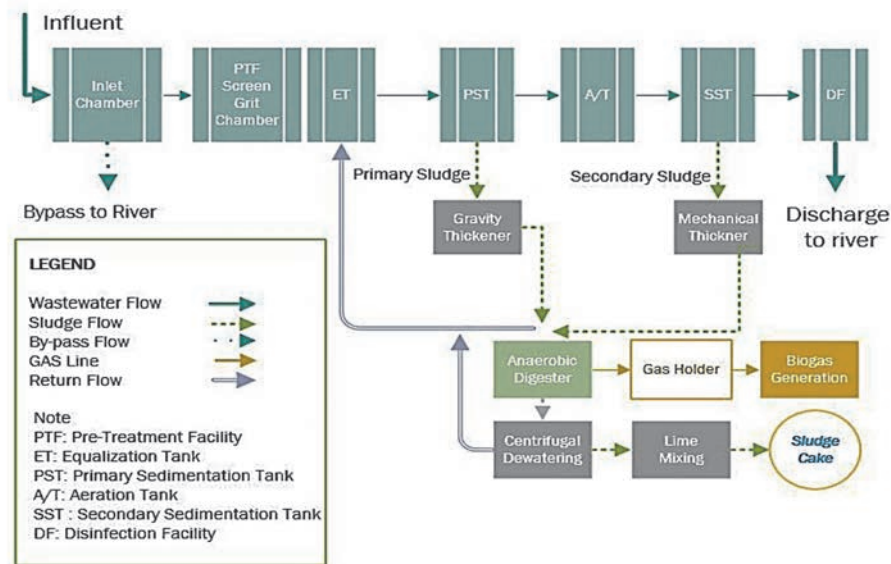 Influent
Inlet
Chamber
PTF
Screen
Grit
Chamber
ET
PST
A/T
SST
DF
Bypass to River
Primary Sludge
Secondary Sludge
Gravity
Thickener
Mechanical
Thickner
Discharge
to river
LEGEND
Wastewater Flow
Sludge Flow
By-pass Flow
GAS Line
Return Flow
Note
PTF: Pre-Treatment Facility
ET: Equalization Tank
PST: Primary Sedimentation Tank
A/T: Aeration Tank
SST : Secondary Sedimentation Tank
DF: Disinfection Facility
Anaerobic
Digester
Gas Holder
Biogas
Generation
Centrifugal
Dewatering
Lime
Mixing
Sludge
Cake